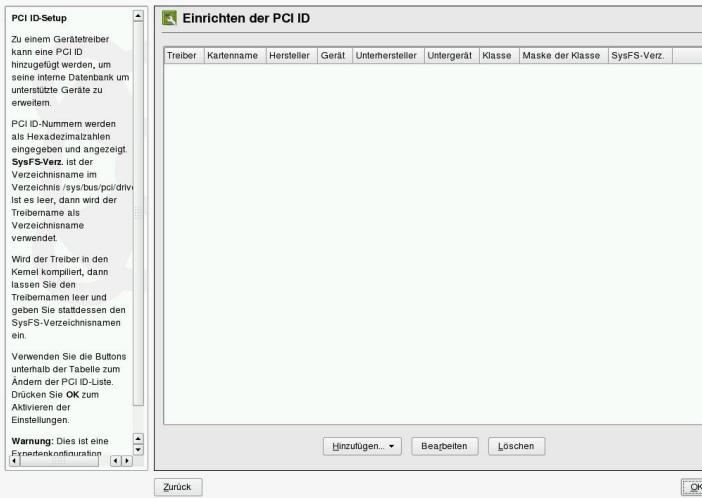 PCI ID-Setup
Zu einem Gerätetreiber
kann eine PCI ID
hinzugefügt werden, um
seine interne Datenbank um
unterstützte Geräte zu
erweitern.
PCI ID-Nummern werden
als Hexadezimalzahlen
eingegeben und angezeigt.
SysFS-Verz. ist der
Verzeichnisname im
Verzeichnis /sys/bus/pci/drive
Ist es leer, dann wird der
Treibername als
Verzeichnisname
verwendet.
Wird der Treiber in den
Kernel kompiliert, dann
lassen Sie den
Treibernamen leer und
geben Sie stattdessen den
SysFS-Verzeichnisnamen
ein.
Verwenden Sie die Buttons
unterhalb der Tabelle zum
Ändern der PCI ID-Liste.
Drücken Sie OK zum
Aktivieren der
Einstellungen.
Warnung: Dies ist eine
Expertenkonfiguration
Einrichten der PCI ID
Treiber Kartenname Hersteller Gerät Unterhersteller Untergerät Klasse Maske der Klasse SysFS-Verz.
Hinzufügen... Bearbeiten Löschen
Zurück OK